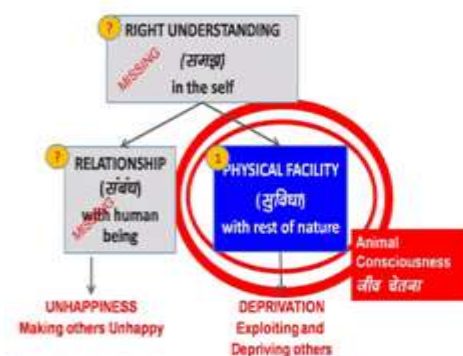 ?
RIGHT UNDERSTANDING
MISSING
(समझ)
in the self
?
RELATIONSHIP
(संबंध)
with human
being
MISSING
1
PHYSICAL FACILITY
(सुविधा)
with rest of nature
Animal
Consciousness
जीव चेतना
UNHAPPINESS
Making others Unhappy
DEPRIVATION
Exploiting and
Depriving others